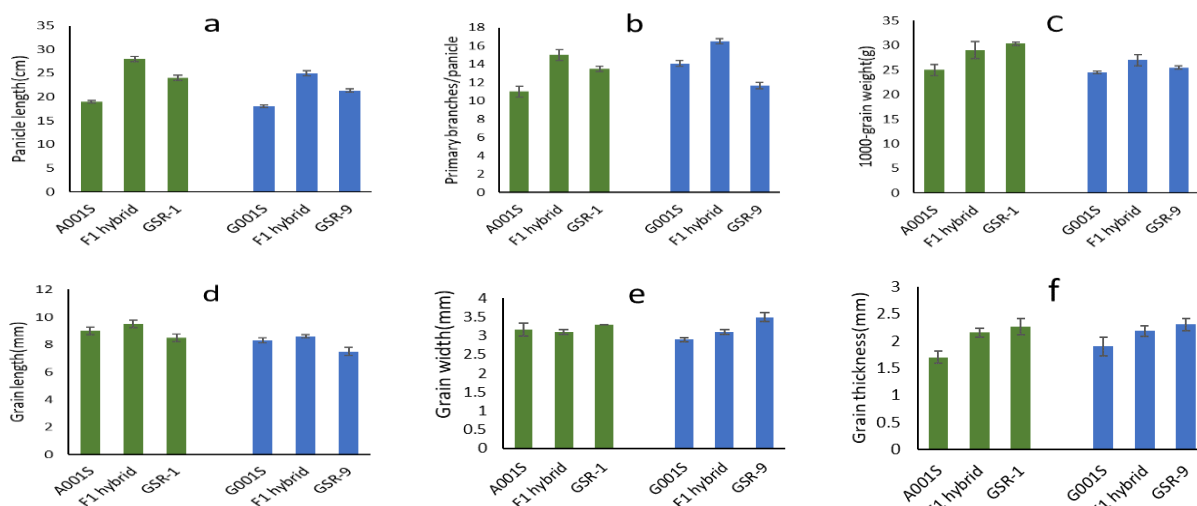 a
Panicle length(cm)
35
30
25
20
15
10
5
0
A001S
F1 hybrid
GSR-1
G001S
F1 hybrid
GSR-9
b
Primary branches/panicle
18
16
14
12
10
8
6
4
2
0
A001S
F1 hybrid
GSR-1
G001S
F1 hybrid
GSR-9
C
1000-grain weight(g)
35
30
25
20
15
10
5
0
A001S
F1 hybrid
GSR-1
G001S
F1 hybrid
GSR-9
d
Grain length(mm)
12
10
8
6
4
2
0
A001S
F1 hybrid
GSR-1
G001S
F1 hybrid
GSR-9
e
Grain width(mm)
4
3.5
3
2.5
2
1.5
1
0.5
0
A001S
F1 hybrid
GSR-1
G001S
F1 hybrid
GSR-9
f
Grain thickness(mm)
3
2.5
2
1.5
1
0.5
0
A001S
F1 hybrid
GSR-1
G001S
F1 hybrid
GSR-9